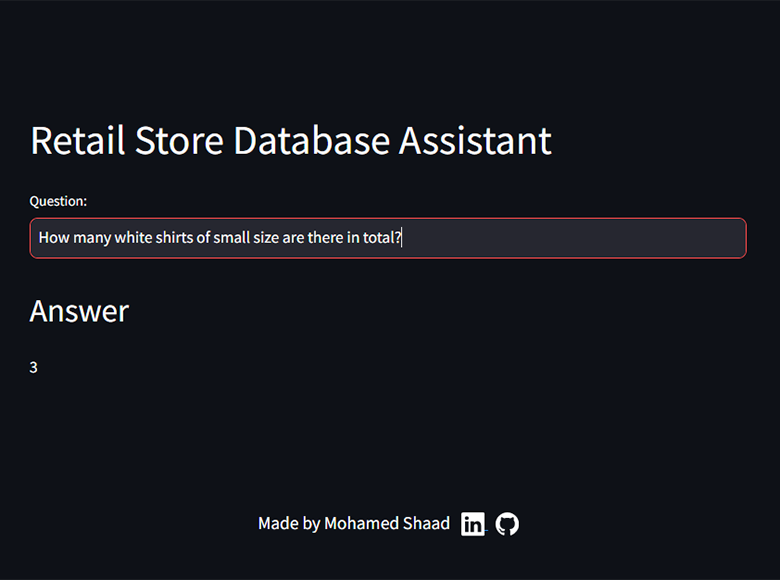 Retail Store Database Assistant
Question:
How many white shirts of small size are there in total?
Answer
3
Made by Mohamed Shaad in